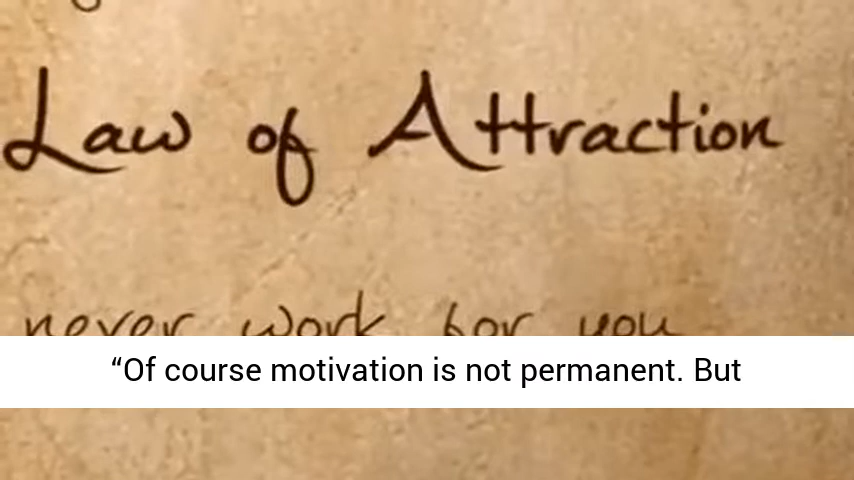 Law of Attraction
never work for you
“Of course motivation is not permanent. But